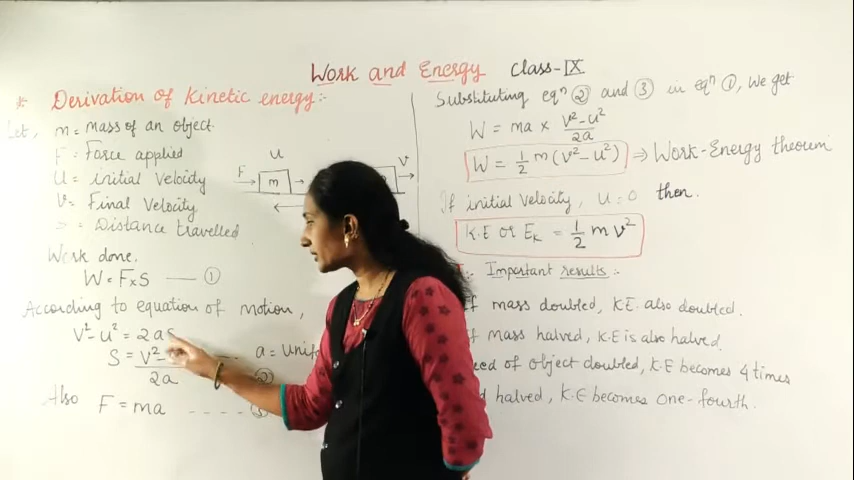 Work and Energy Class-IX
* Derivation of Kinetic energy:-
Let, m = mass of an object.
F = Force applied
U = initial Velocity
V = Final Velocity
= Distance travelled
F m U V
Work done.
W = F×S —— ①
According to equation of motion,
V²-U² = 2as
S = V²-
2a
a = Unif
②
Also F = ma ---- ③
Substituting eqⁿ ② and ③ in eqⁿ ①, We get
W = ma × V²-U²/2a
W = 1/2 m (V²-U²) ⇒ Work-Energy theorem
If initial Velocity, U = 0 then.
K.E or Eₖ = 1/2 m v²
Important results :-
If mass doubled, K.E. also doubled.
If mass halved, K.E is also halved.
eed of object doubled, K.E becomes 4 times
d halved, K.E becomes one-fourth.